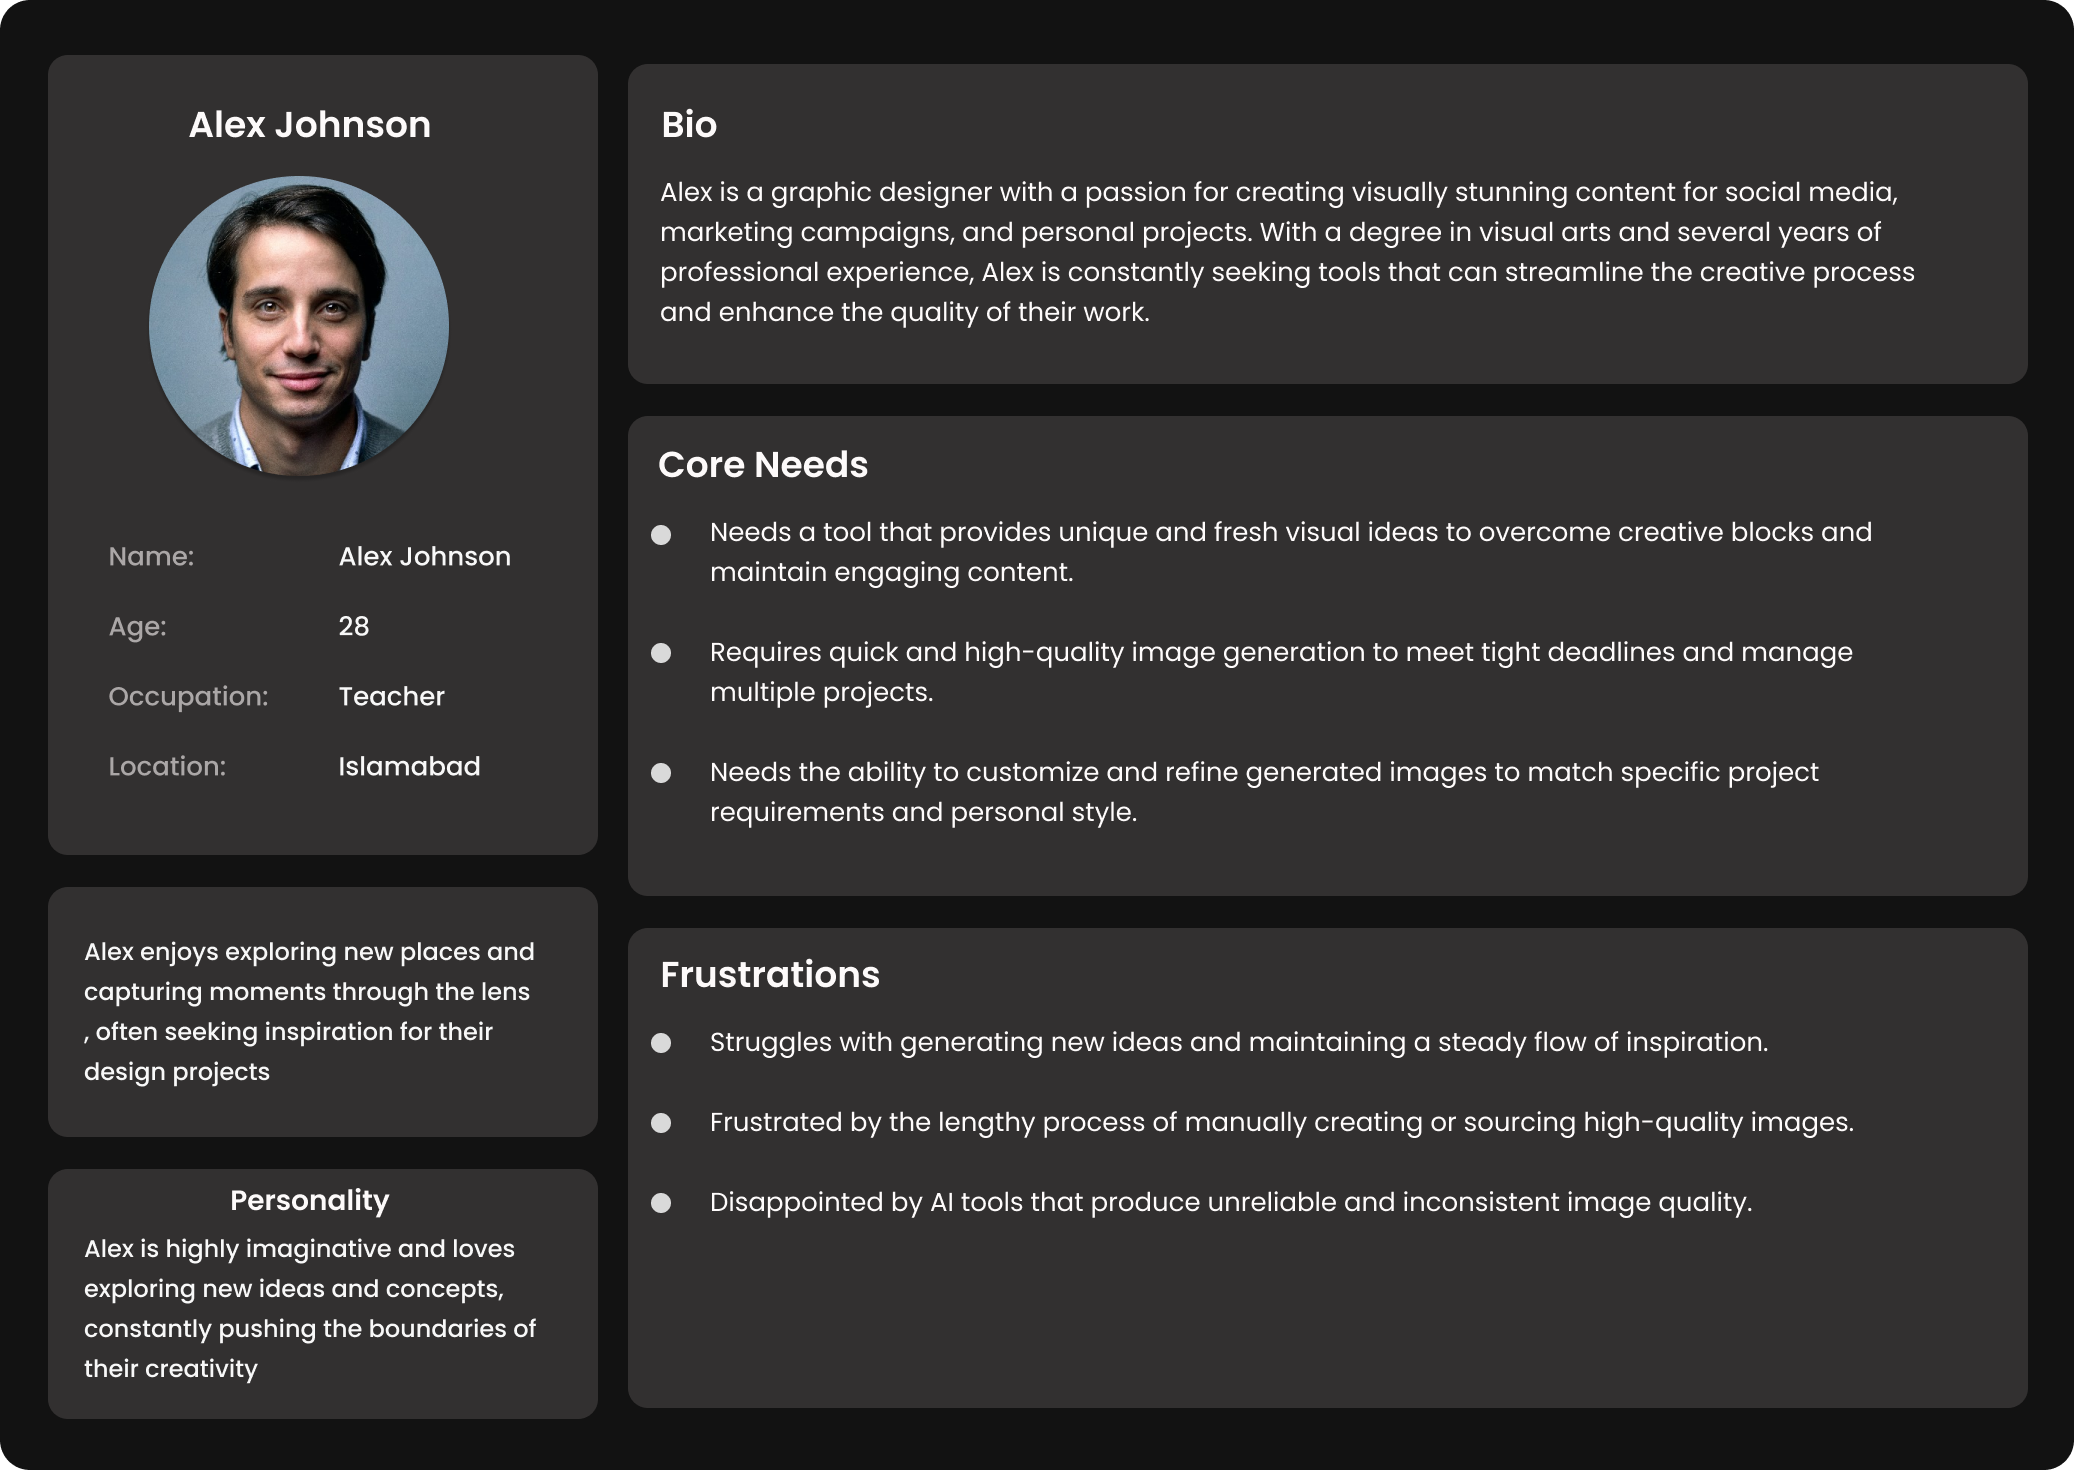 Alex Johnson
Name: Alex Johnson
Age: 28
Occupation: Teacher
Location: Islamabad
Alex enjoys exploring new places and
capturing moments through the lens
, often seeking inspiration for their
design projects
Personality
Alex is highly imaginative and loves
exploring new ideas and concepts,
constantly pushing the boundaries of
their creativity
Bio
Alex is a graphic designer with a passion for creating visually stunning content for social media,
marketing campaigns, and personal projects. With a degree in visual arts and several years of
professional experience, Alex is constantly seeking tools that can streamline the creative process
and enhance the quality of their work.
Core Needs
Needs a tool that provides unique and fresh visual ideas to overcome creative blocks and
maintain engaging content.
Requires quick and high-quality image generation to meet tight deadlines and manage
multiple projects.
Needs the ability to customize and refine generated images to match specific project
requirements and personal style.
Frustrations
Struggles with generating new ideas and maintaining a steady flow of inspiration.
Frustrated by the lengthy process of manually creating or sourcing high-quality images.
Disappointed by AI tools that produce unreliable and inconsistent image quality.